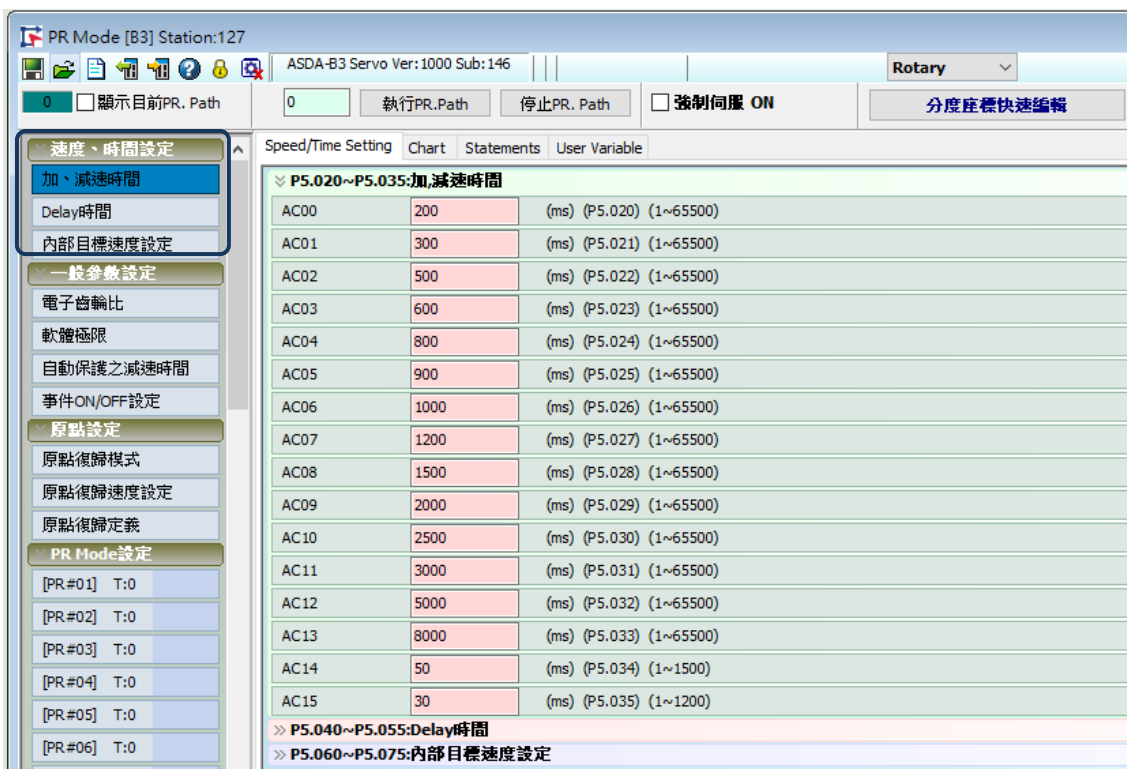 PR Mode [B3] Station:127
ASDA-B3 Servo Ver:1000 Sub:146
Rotary
0 顯示目前PR. Path 0 執行PR.Path 停止PR. Path 強制伺服 ON 分度座標快速編輯
速度、時間設定
加、減速時間
Delay時間
內部目標速度設定
一般參數設定
電子齒輪比
軟體極限
自動保護之減速時間
事件ON/OFF設定
原點設定
原點復歸模式
原點復歸速度設定
原點復歸定義
PR Mode設定
[PR#01] T:0
[PR#02] T:0
[PR#03] T:0
[PR#04] T:0
[PR#05] T:0
[PR#06] T:0
Speed/Time Setting Chart Statements User Variable
P5.020~P5.035:加,減速時間
AC00 200 (ms) (P5.020) (1~65500)
AC01 300 (ms) (P5.021) (1~65500)
AC02 500 (ms) (P5.022) (1~65500)
AC03 600 (ms) (P5.023) (1~65500)
AC04 800 (ms) (P5.024) (1~65500)
AC05 900 (ms) (P5.025) (1~65500)
AC06 1000 (ms) (P5.026) (1~65500)
AC07 1200 (ms) (P5.027) (1~65500)
AC08 1500 (ms) (P5.028) (1~65500)
AC09 2000 (ms) (P5.029) (1~65500)
AC10 2500 (ms) (P5.030) (1~65500)
AC11 3000 (ms) (P5.031) (1~65500)
AC12 5000 (ms) (P5.032) (1~65500)
AC13 8000 (ms) (P5.033) (1~65500)
AC14 50 (ms) (P5.034) (1~1500)
AC15 30 (ms) (P5.035) (1~1200)
P5.040~P5.055:Delay時間
P5.060~P5.075:內部目標速度設定